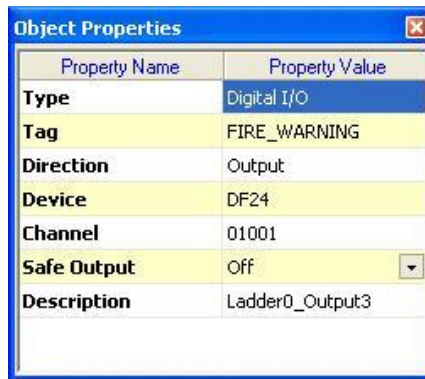 Object Properties
Property Name Property Value
Type Digital I/O
Tag FIRE_WARNING
Direction Output
Device DF24
Channel 01001
Safe Output Off
Description Ladder0_Output3